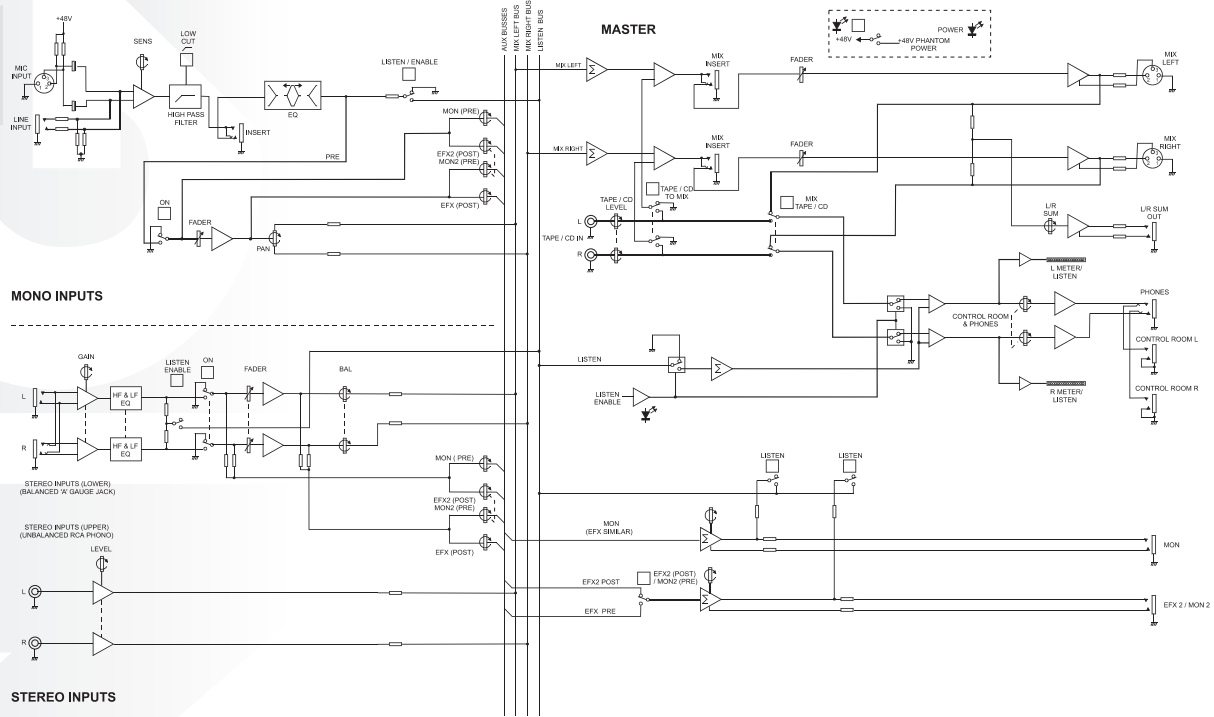 AUX BUSSES
MIX LEFT BUS
MIX RIGHT BUS
LISTEN BUS
MASTER
+48V
+48V PHANTOM
POWER
POWER
+48V
MIC
INPUT
LINE
INPUT
SENS
LOW
CUT
HIGH PASS
FILTER
INSERT
EQ
LISTEN / ENABLE
PRE
MON (PRE)
EFX2 (POST)
MON2 (PRE)
EFX (POST)
ON
FADER
PAN
MONO INPUTS
MIX LEFT
MIX
INSERT
FADER
MIX
LEFT
MIX RIGHT
MIX
INSERT
FADER
MIX
RIGHT
TAPE / CD
LEVEL
TAPE / CD
TO MIX
MIX
TAPE / CD
L
TAPE / CD IN
R
L/R
SUM
L/R SUM
OUT
L METER/
LISTEN
PHONES
CONTROL ROOM
& PHONES
CONTROL ROOM L
CONTROL ROOM R
R METER/
LISTEN
LISTEN
LISTEN
ENABLE
GAIN
LISTEN
ENABLE
ON
FADER
BAL
L
HF & LF
EQ
R
HF & LF
EQ
STEREO INPUTS (LOWER)
(BALANCED 'A' GAUGE JACK)
MON ( PRE)
EFX2 (POST)
MON2 (PRE)
EFX (POST)
STEREO INPUTS (UPPER)
(UNBALANCED RCA PHONO)
LEVEL
L
R
STEREO INPUTS
LISTEN
LISTEN
MON
(EFX SIMILAR)
MON
EFX2 POST
EFX2 (POST)
/ MON2 (PRE)
EFX PRE
EFX 2 / MON 2